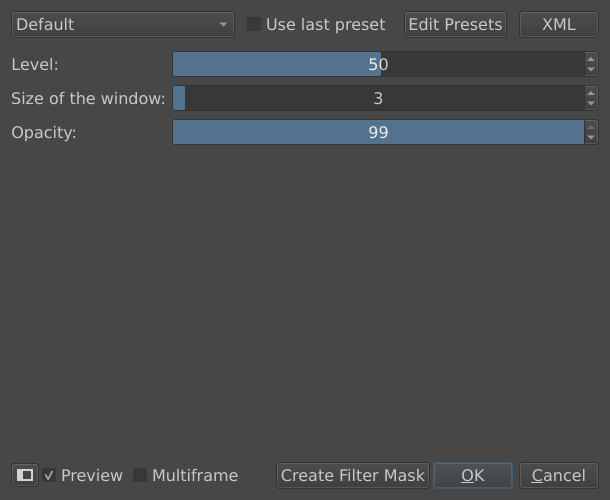 Default Use last preset Edit Presets XML
Level: 50
Size of the window: 3
Opacity: 99
Preview Multiframe Create Filter Mask OK Cancel